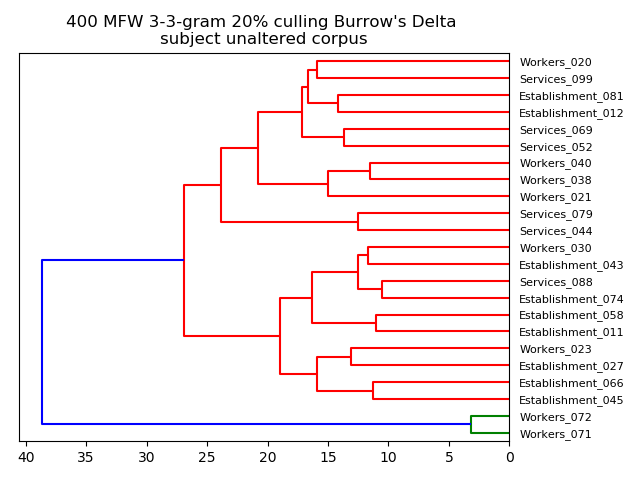 400 MFW 3-3-gram 20% culling Burrow's Delta
subject unaltered corpus
Workers_020
Services_099
Establishment_081
Establishment_012
Services_069
Services_052
Workers_040
Workers_038
Workers_021
Services_079
Services_044
Workers_030
Establishment_043
Services_088
Establishment_074
Establishment_058
Establishment_011
Workers_023
Establishment_027
Establishment_066
Establishment_045
Workers_072
Workers_071
40 35 30 25 20 15 10 5 0